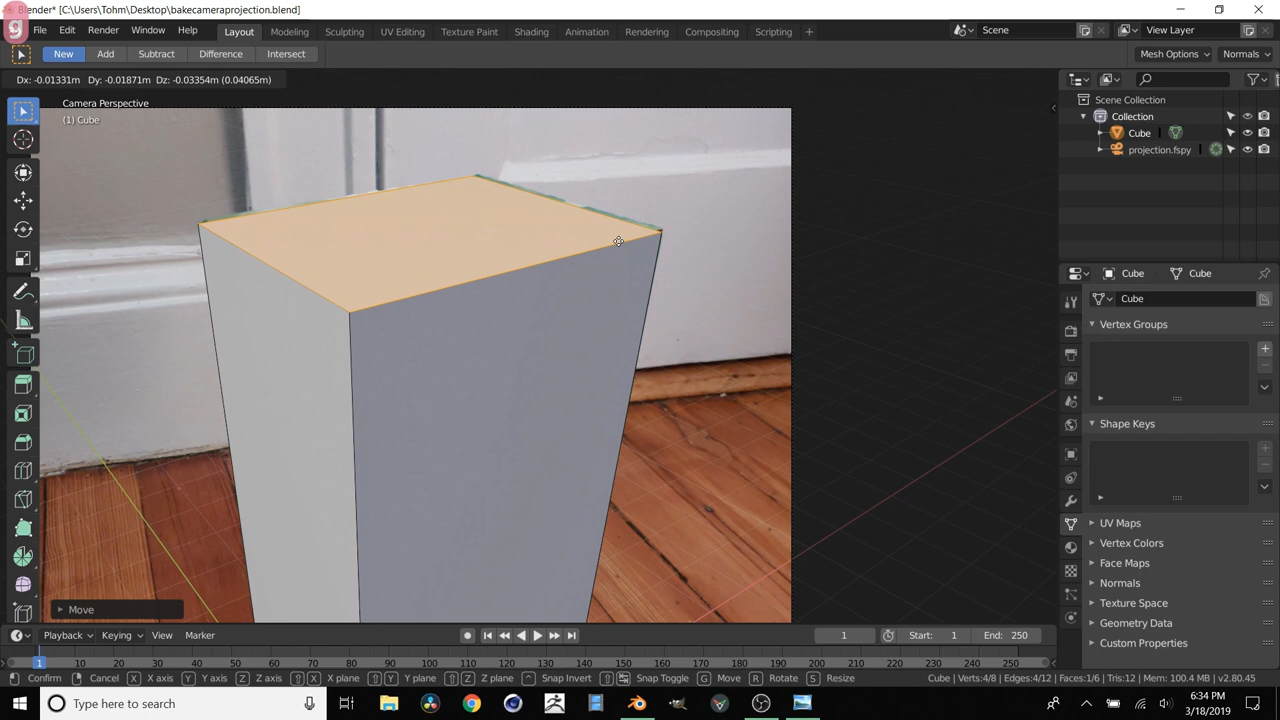 Blender* [C:\Users\Tohm\Desktop\bakecameraprojection.blend]
g
File Edit Render Window Help Layout Modeling Sculpting UV Editing Texture Paint Shading Animation Rendering Compositing Scripting + Scene View Layer
New Add Subtract Difference Intersect Mesh Options Normals
Dx: -0.01331m Dy: -0.01871m Dz: -0.03354m (0.04065m)
Camera Perspective
(1) Cube
Scene Collection
Collection
Cube
projection.fspy
Cube Cube
Cube
Vertex Groups
Shape Keys
UV Maps
Vertex Colors
Face Maps
Normals
Texture Space
Geometry Data
Custom Properties
Move
Playback Keying View Marker 1 Start: 1 End: 250
1 10 20 30 40 50 60 70 80 90 100 110 120 130 140 150 160 170 180 190 200 210 220 230 240 250
Confirm Cancel X X axis Y Y axis Z Z axis X X plane Y Y plane Z Z plane Snap Invert Snap Toggle G Move R Rotate S Resize Cube | Verts:4/8 | Edges:4/12 | Faces:1/6 | Tris:12 | Mem: 100.4 MB | v2.80.45
Type here to search
6:34 PM
3/18/2019